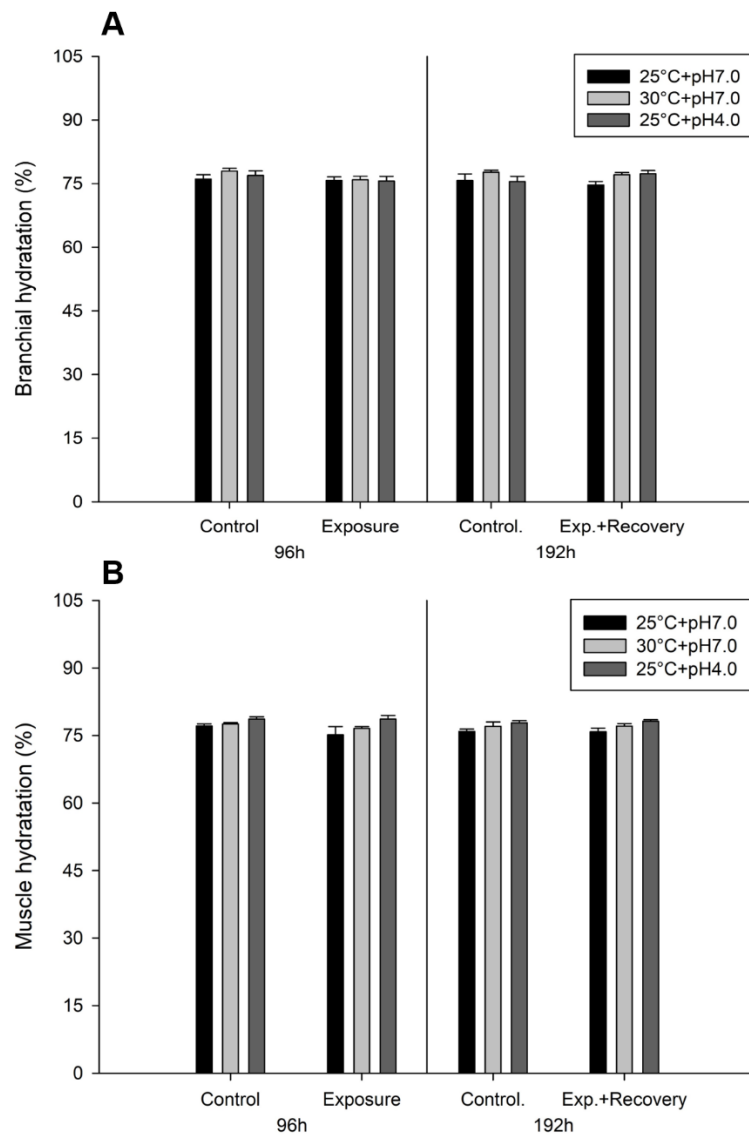 A
105
90
75
60
45
30
15
0
Branchial hydratation (%)
25°C+pH7.0
30°C+pH7.0
25°C+pH4.0
Control Exposure Control. Exp.+Recovery
96h 192h
B
105
90
75
60
45
30
15
0
Muscle hydratation (%)
25°C+pH7.0
30°C+pH7.0
25°C+pH4.0
Control Exposure Control. Exp.+Recovery
96h 192h